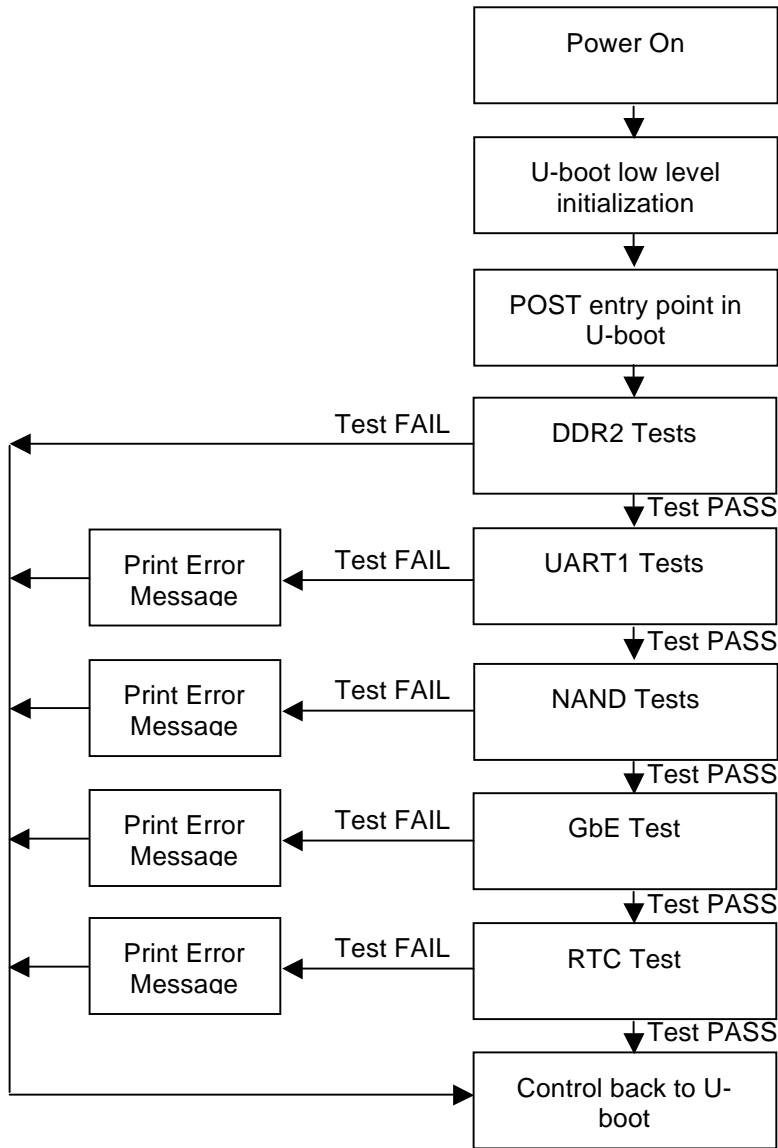 Power On
U-boot low level
initialization
POST entry point in
U-boot
Test FAIL
DDR2 Tests
Test PASS
Print Error
Message
Test FAIL
UART1 Tests
Test PASS
Print Error
Message
Test FAIL
NAND Tests
Test PASS
Print Error
Message
Test FAIL
GbE Test
Test PASS
Print Error
Message
Test FAIL
RTC Test
Test PASS
Control back to U-
boot